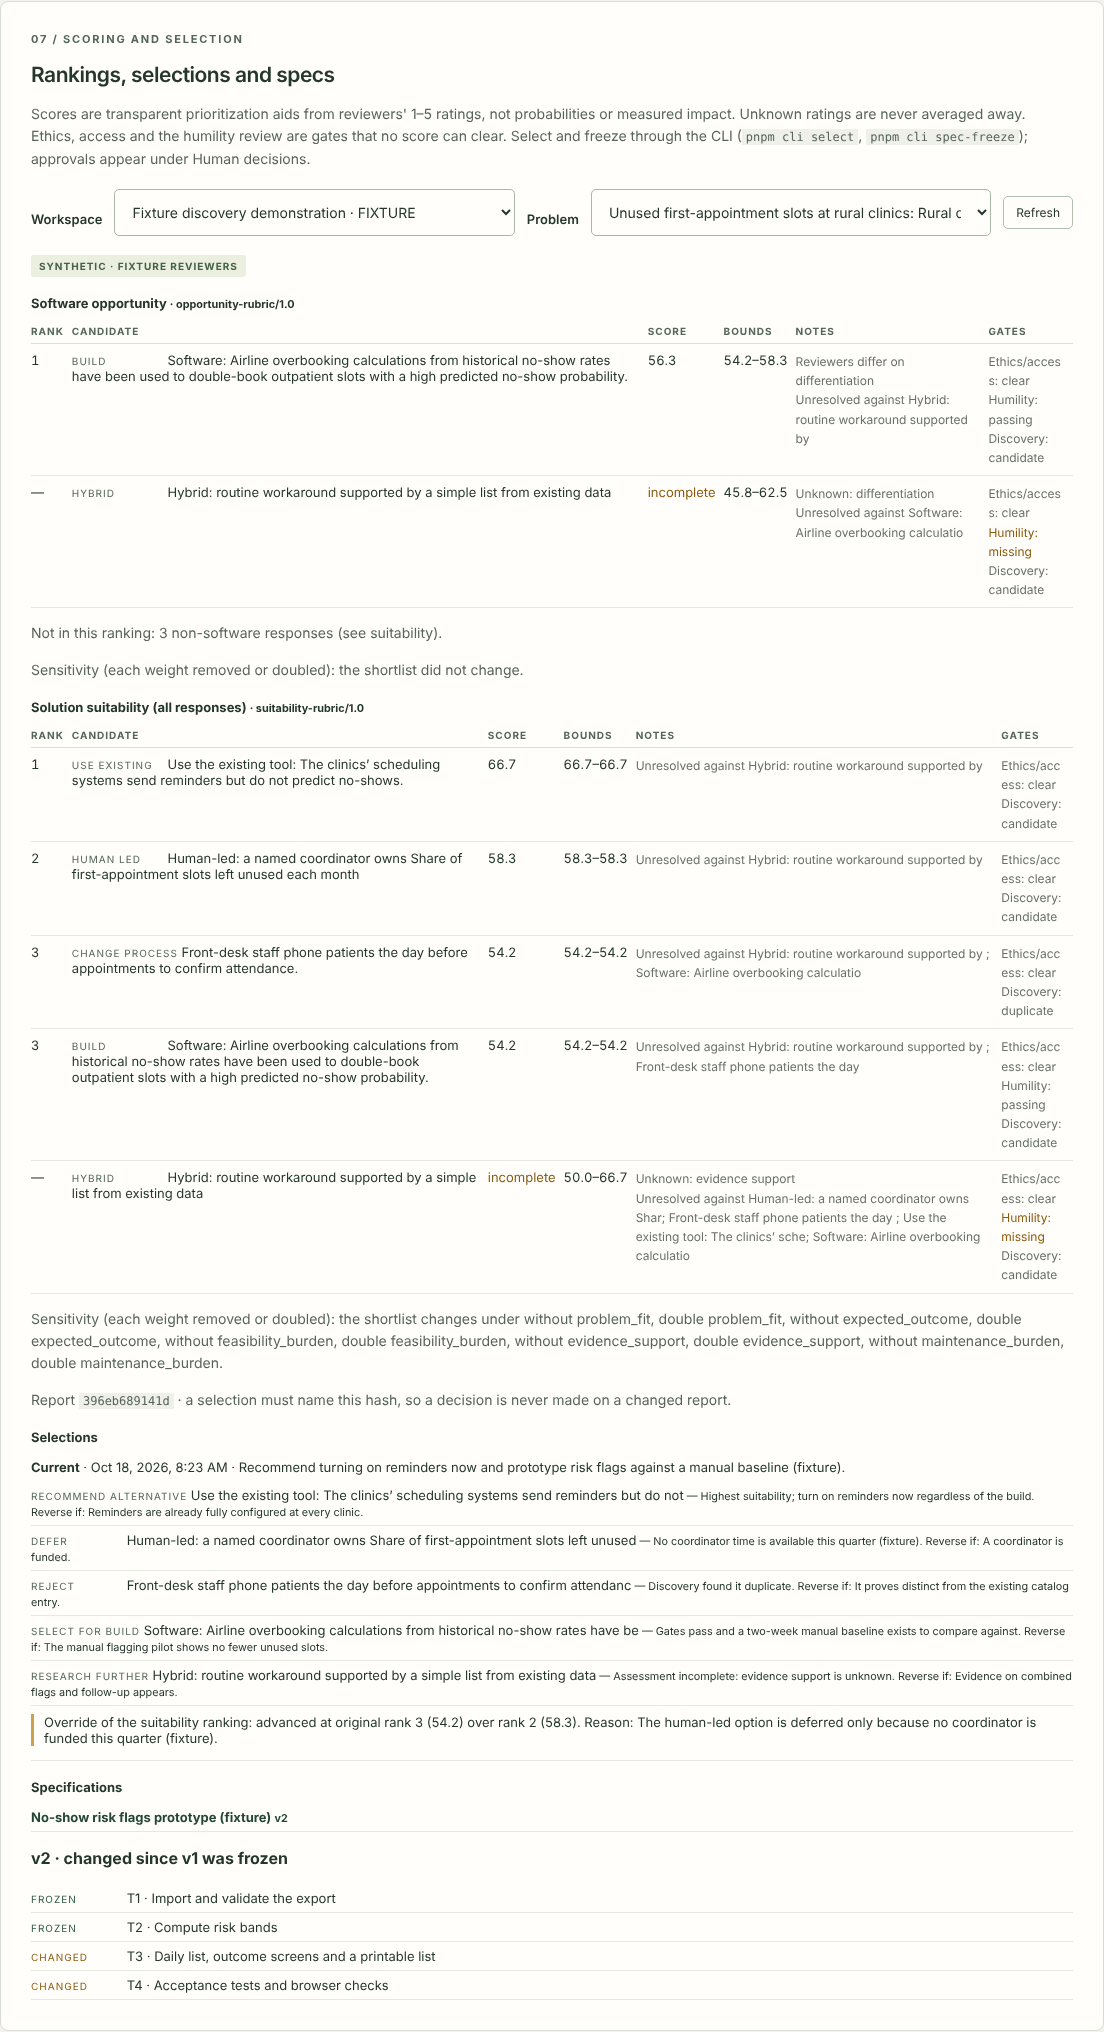 07 / SCORING AND SELECTION
Rankings, selections and specs
Scores are transparent prioritization aids from reviewers' 1–5 ratings, not probabilities or measured impact. Unknown ratings are never averaged away.
Ethics, access and the humility review are gates that no score can clear. Select and freeze through the CLI ( pnpm cli select , pnpm cli spec-freeze );
approvals appear under Human decisions.
Workspace Fixture discovery demonstration · FIXTURE Problem Unused first-appointment slots at rural clinics: Rural c Refresh
SYNTHETIC · FIXTURE REVIEWERS
Software opportunity · opportunity-rubric/1.0
RANK CANDIDATE SCORE BOUNDS NOTES GATES
1 BUILD Software: Airline overbooking calculations from historical no-show rates 56.3 54.2–58.3 Reviewers differ on Ethics/acces
have been used to double-book outpatient slots with a high predicted no-show probability. differentiation s: clear
Unresolved against Hybrid: Humility:
routine workaround supported passing
by Discovery:
candidate
— HYBRID Hybrid: routine workaround supported by a simple list from existing data incomplete 45.8–62.5 Unknown: differentiation Ethics/acces
Unresolved against Software: s: clear
Airline overbooking calculatio Humility:
missing
Discovery:
candidate
Not in this ranking: 3 non-software responses (see suitability).
Sensitivity (each weight removed or doubled): the shortlist did not change.
Solution suitability (all responses) · suitability-rubric/1.0
RANK CANDIDATE SCORE BOUNDS NOTES GATES
1 USE EXISTING Use the existing tool: The clinics’ scheduling 66.7 66.7–66.7 Unresolved against Hybrid: routine workaround supported by Ethics/acc
systems send reminders but do not predict no-shows. ess: clear
Discovery:
candidate
2 HUMAN LED Human-led: a named coordinator owns Share of 58.3 58.3–58.3 Unresolved against Hybrid: routine workaround supported by Ethics/acc
first-appointment slots left unused each month ess: clear
Discovery:
candidate
3 CHANGE PROCESS Front-desk staff phone patients the day before 54.2 54.2–54.2 Unresolved against Hybrid: routine workaround supported by ; Ethics/acc
appointments to confirm attendance. Software: Airline overbooking calculatio ess: clear
Discovery:
duplicate
3 BUILD Software: Airline overbooking calculations from 54.2 54.2–54.2 Unresolved against Hybrid: routine workaround supported by ; Ethics/acc
historical no-show rates have been used to double-book Front-desk staff phone patients the day ess: clear
outpatient slots with a high predicted no-show probability. Humility:
passing
Discovery:
candidate
— HYBRID Hybrid: routine workaround supported by a simple incomplete 50.0–66.7 Unknown: evidence support Ethics/acc
list from existing data Unresolved against Human-led: a named coordinator owns ess: clear
Shar; Front-desk staff phone patients the day ; Use the Humility:
existing tool: The clinics’ sche; Software: Airline overbooking missing
calculatio Discovery:
candidate
Sensitivity (each weight removed or doubled): the shortlist changes under without problem_fit, double problem_fit, without expected_outcome, double
expected_outcome, without feasibility_burden, double feasibility_burden, without evidence_support, double evidence_support, without maintenance_burden,
double maintenance_burden.
Report 396eb689141d · a selection must name this hash, so a decision is never made on a changed report.
Selections
Current · Oct 18, 2026, 8:23 AM · Recommend turning on reminders now and prototype risk flags against a manual baseline (fixture).
RECOMMEND ALTERNATIVE Use the existing tool: The clinics’ scheduling systems send reminders but do not — Highest suitability; turn on reminders now regardless of the build.
Reverse if: Reminders are already fully configured at every clinic.
DEFER Human-led: a named coordinator owns Share of first-appointment slots left unused — No coordinator time is available this quarter (fixture). Reverse if: A coordinator is
funded.
REJECT Front-desk staff phone patients the day before appointments to confirm attendanc — Discovery found it duplicate. Reverse if: It proves distinct from the existing catalog
entry.
SELECT FOR BUILD Software: Airline overbooking calculations from historical no-show rates have be — Gates pass and a two-week manual baseline exists to compare against. Reverse
if: The manual flagging pilot shows no fewer unused slots.
RESEARCH FURTHER Hybrid: routine workaround supported by a simple list from existing data — Assessment incomplete: evidence support is unknown. Reverse if: Evidence on combined
flags and follow-up appears.
Override of the suitability ranking: advanced at original rank 3 (54.2) over rank 2 (58.3). Reason: The human-led option is deferred only because no coordinator is
funded this quarter (fixture).
Specifications
No-show risk flags prototype (fixture) v2
v2 · changed since v1 was frozen
FROZEN T1 · Import and validate the export
FROZEN T2 · Compute risk bands
CHANGED T3 · Daily list, outcome screens and a printable list
CHANGED T4 · Acceptance tests and browser checks